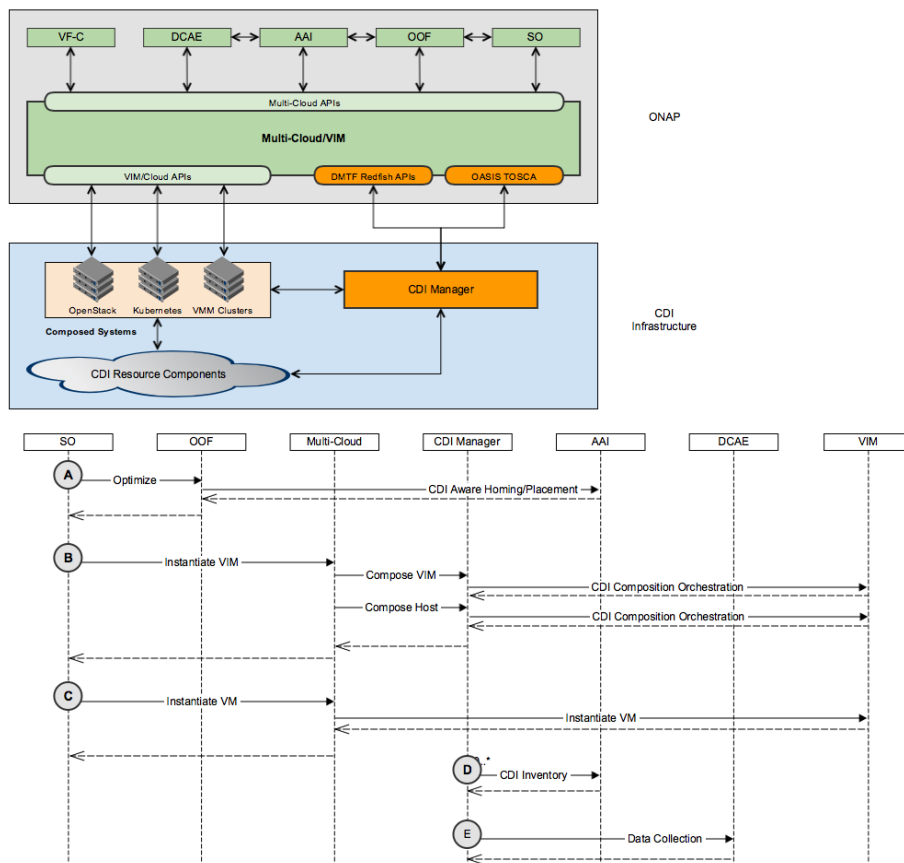 VF-C
DCAE
AAI
OOF
SO
Multi-Cloud APIs
ONAP
Multi-Cloud/VIM
VIM/Cloud APIs
DMTF Redfish APIs
OASIS TOSCA
CDI Manager
OpenStack
Kubernetes
VMM Clusters
CDI
Infrastructure
Composed Systems
CDI Resource Components
SO
OOF
Multi-Cloud
CDI Manager
AAI
DCAE
VIM
A
Optimize
CDI Aware Homing/Placement
B
Instantiate VIM
Compose VIM
CDI Composition Orchestration
Compose Host
CDI Composition Orchestration
C
Instantiate VM
Instantiate VM
D
CDI Inventory
E
Data Collection